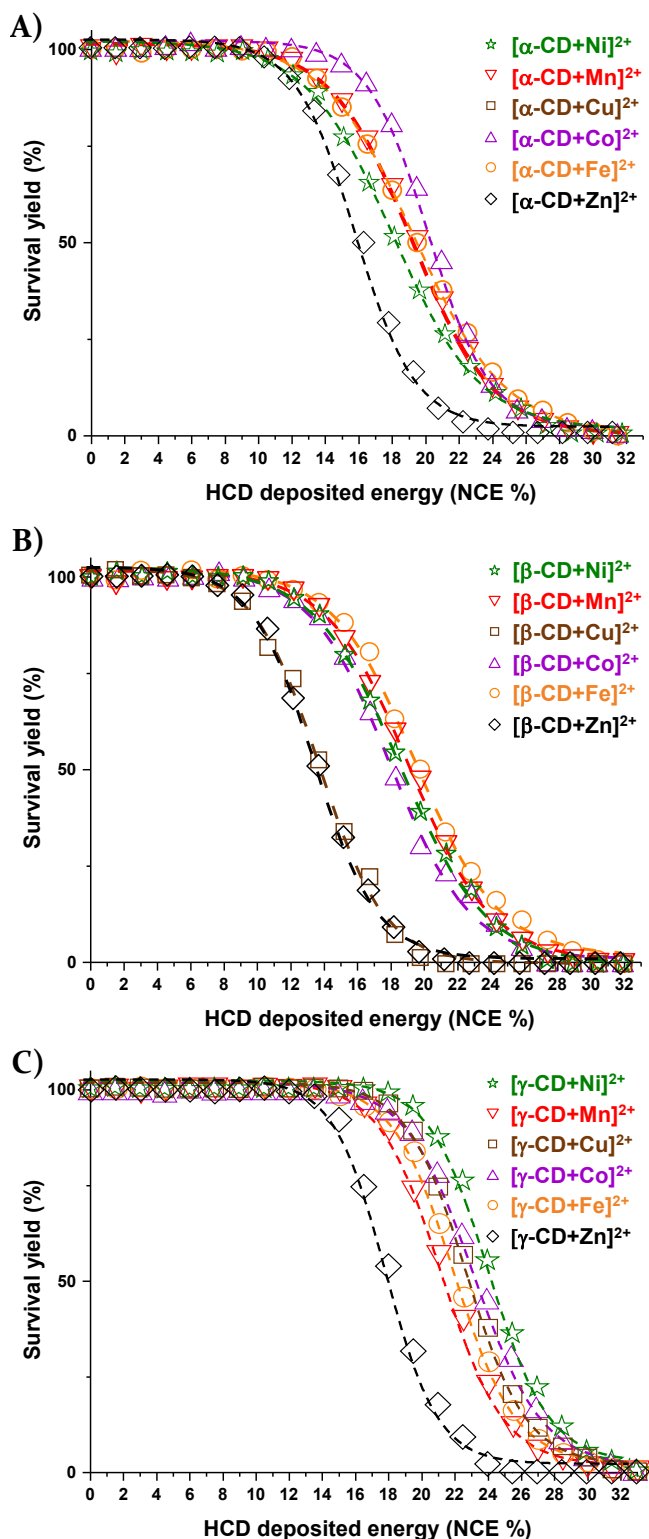 A)
100
50
0
Survival yield (%)
[α-CD+Ni]²⁺
[α-CD+Mn]²⁺
[α-CD+Cu]²⁺
[α-CD+Co]²⁺
[α-CD+Fe]²⁺
[α-CD+Zn]²⁺
0 2 4 6 8 10 12 14 16 18 20 22 24 26 28 30 32
HCD deposited energy (NCE %)
B)
100
50
0
Survival yield (%)
[β-CD+Ni]²⁺
[β-CD+Mn]²⁺
[β-CD+Cu]²⁺
[β-CD+Co]²⁺
[β-CD+Fe]²⁺
[β-CD+Zn]²⁺
0 2 4 6 8 10 12 14 16 18 20 22 24 26 28 30 32
HCD deposited energy (NCE %)
C)
100
50
0
Survival yield (%)
[γ-CD+Ni]²⁺
[γ-CD+Mn]²⁺
[γ-CD+Cu]²⁺
[γ-CD+Co]²⁺
[γ-CD+Fe]²⁺
[γ-CD+Zn]²⁺
0 2 4 6 8 10 12 14 16 18 20 22 24 26 28 30 32
HCD deposited energy (NCE %)